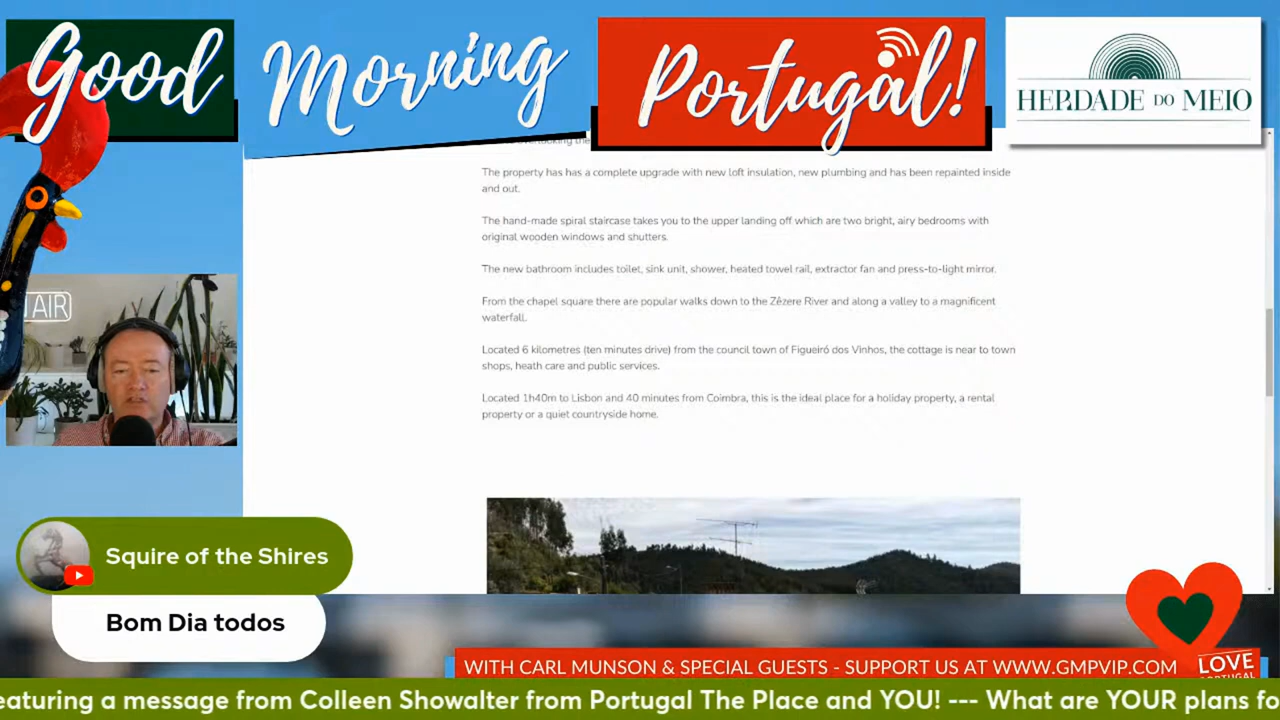 Good Morning Portugal!
HERDADE DO MEIO
The property has has a complete upgrade with new loft insulation, new plumbing and has been repainted inside
and out.
The hand-made spiral staircase takes you to the upper landing off which are two bright, airy bedrooms with
original wooden windows and shutters.
The new bathroom includes toilet, sink unit, shower, heated towel rail, extractor fan and press-to-light mirror.
From the chapel square there are popular walks down to the Zêzere River and along a valley to a magnificent
waterfall.
Located 6 kilometres (ten minutes drive) from the council town of Figueiró dos Vinhos, the cottage is near to town
shops, heath care and public services.
Located 1h40m to Lisbon and 40 minutes from Coimbra, this is the ideal place for a holiday property, a rental
property or a quiet countryside home.
AIR
Squire of the Shires
Bom Dia todos
WITH CARL MUNSON & SPECIAL GUESTS - SUPPORT US AT WWW.GMPVIP.COM
LOVE
PORTUGAL
eaturing a message from Colleen Showalter from Portugal The Place and YOU! --- What are YOUR plans fo